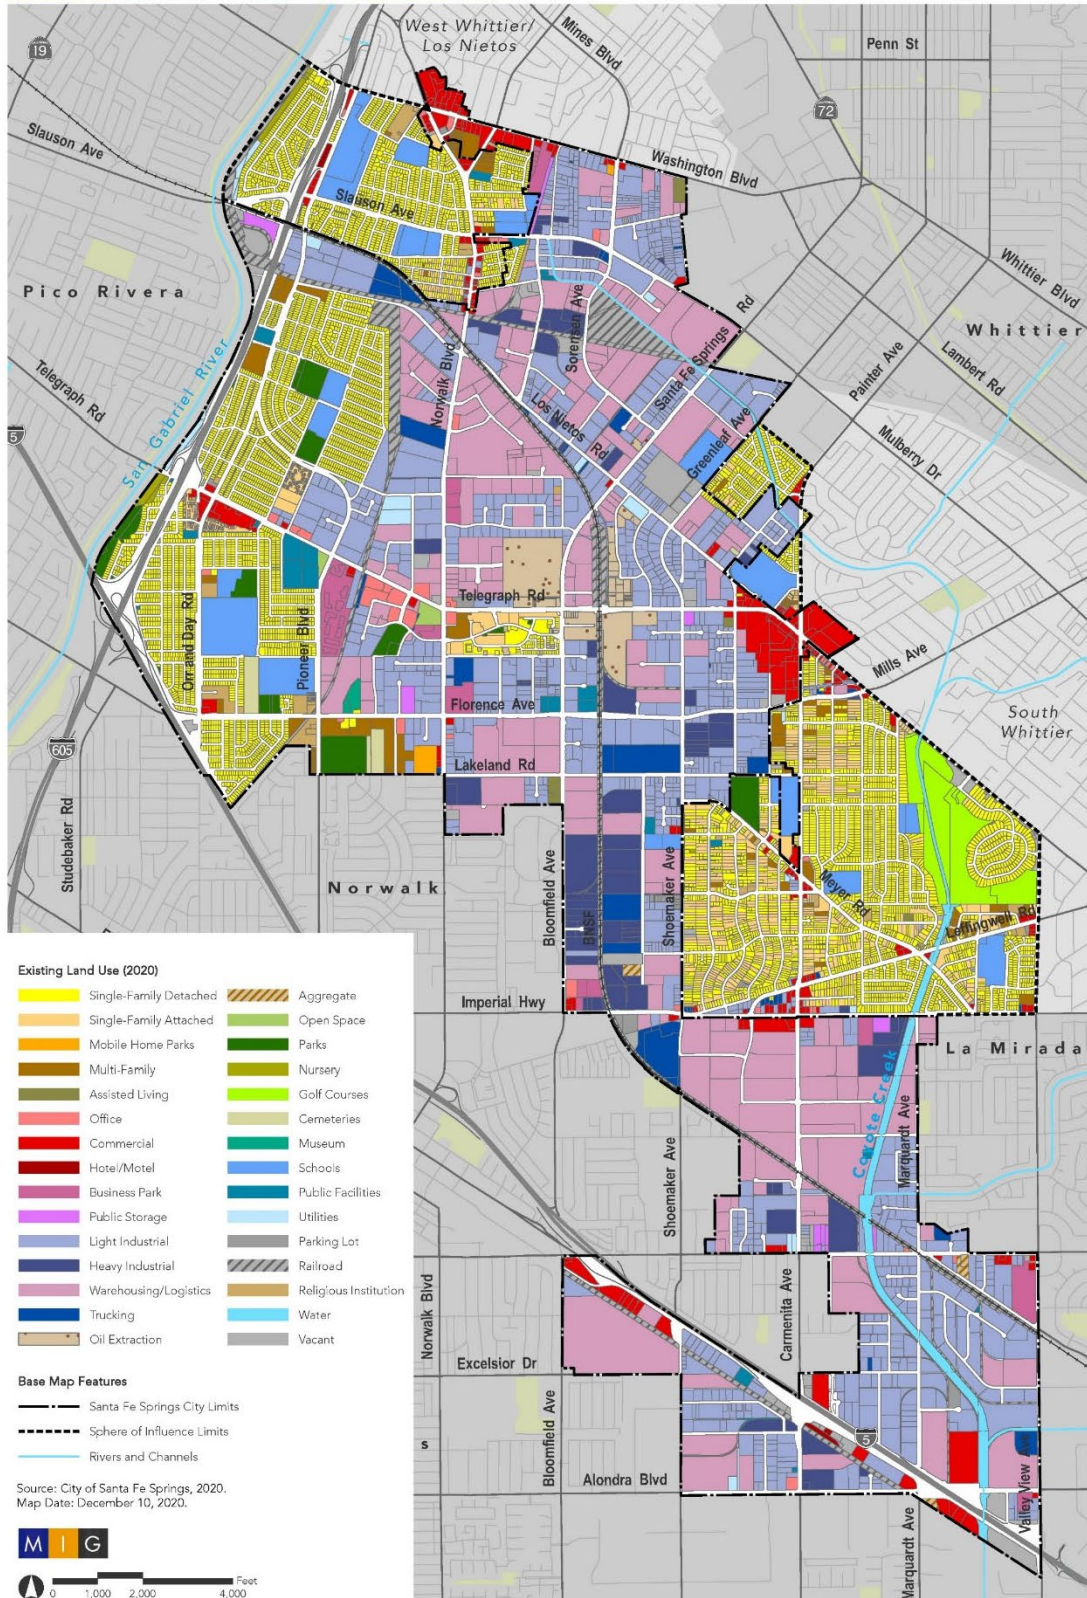 West Whittier/
Los Nietos
Mines Blvd
Penn St
19
72
Slauson Ave
Washington Blvd
Slauson Ave
Whittier Blvd
Pico Rivera
Whittier
Sorensen Ave
Santa Fe Springs Rd
Painter Ave
Lambert Rd
Telegraph Rd
San Gabriel River
Norwalk Blvd
Los Nietos Rd
Greenleaf Ave
Mulberry Dr
5
Telegraph Rd
Orr and Day Rd
Pioneer Blvd
Mills Ave
Florence Ave
South
Whittier
605
Lakeland Rd
Studebaker Rd
Norwalk
Bloomfield Ave
BNSF
Shoemaker Ave
Meyer Rd
Leffingwell Rd
Imperial Hwy
La Mirada
Coyote Creek
Marquardt Ave
Shoemaker Ave
Norwalk Blvd
Carmenita Ave
Excelsior Dr
Bloomfield Ave
s
5
Alondra Blvd
Marquardt Ave
Valley View Ave
Existing Land Use (2020)
Single-Family Detached
Single-Family Attached
Mobile Home Parks
Multi-Family
Assisted Living
Office
Commercial
Hotel/Motel
Business Park
Public Storage
Light Industrial
Heavy Industrial
Warehousing/Logistics
Trucking
Oil Extraction
Aggregate
Open Space
Parks
Nursery
Golf Courses
Cemeteries
Museum
Schools
Public Facilities
Utilities
Parking Lot
Railroad
Religious Institution
Water
Vacant
Base Map Features
Santa Fe Springs City Limits
Sphere of Influence Limits
Rivers and Channels
Source: City of Santa Fe Springs, 2020.
Map Date: December 10, 2020.
M I G
Feet
0 1,000 2,000 4,000